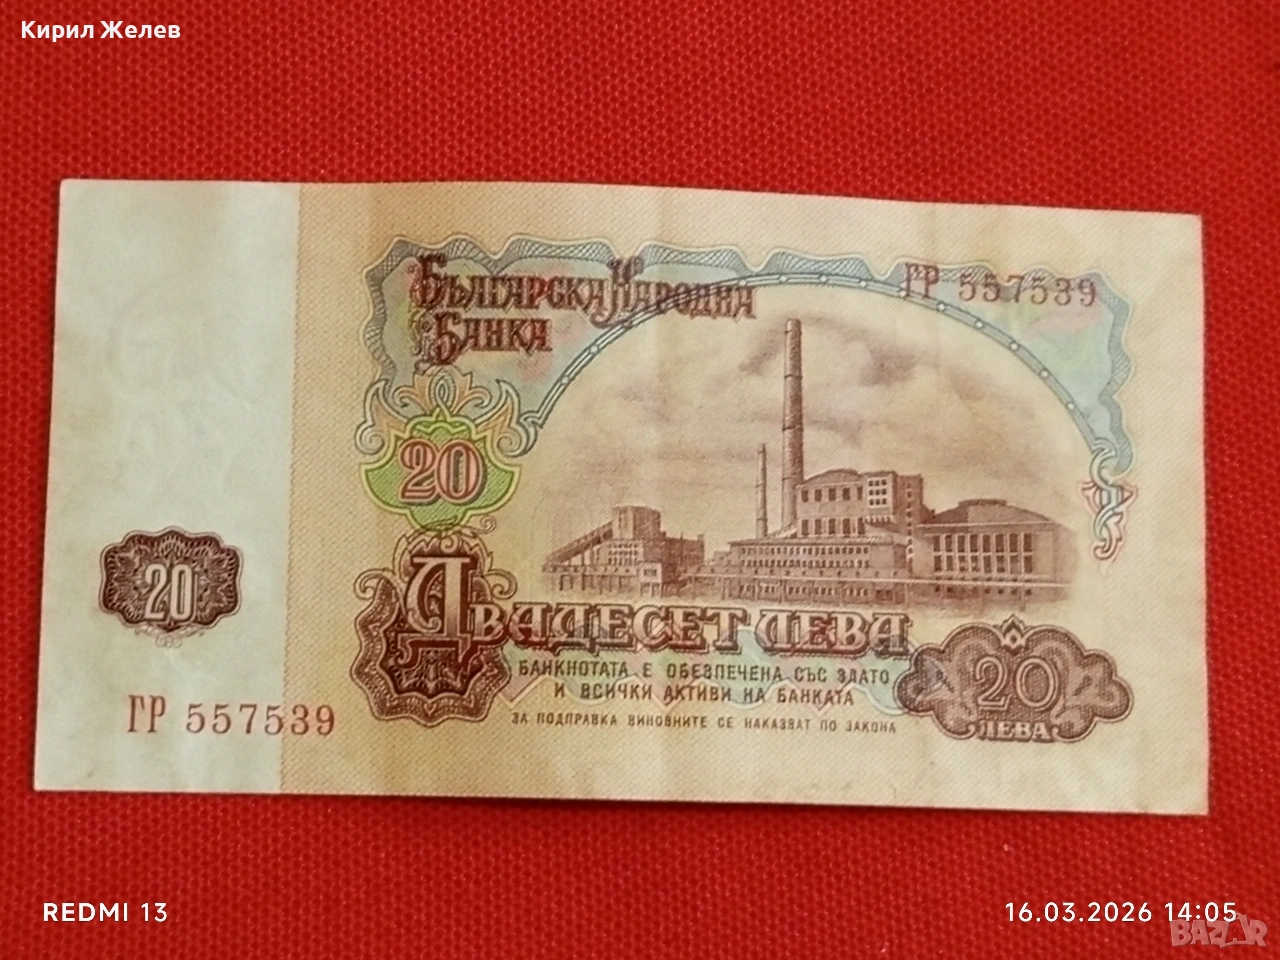 Кирил Желев
Българска Народна
Банка
ГР 557539
20
Двадесет лева
БАНКНОТАТА Е ОБЕЗПЕЧЕНА СЪС ЗЛАТО
И ВСИЧКИ АКТИВИ НА БАНКАТА
ЗА ПОДПРАВКА ВИНОВНИТЕ СЕ НАКАЗВАТ ПО ЗАКОНА
20
ЛЕВА
20
ГР 557539
REDMI 13
16.03.2026 14:05
BAZAR